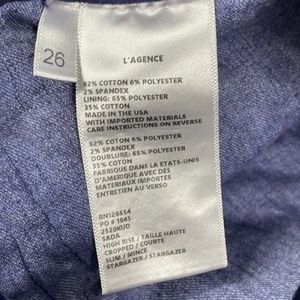 26
L'AGENCE
92% COTTON 6% POLYESTER
2% SPANDEX
LINING: 65% POLYESTER
35% COTTON
MADE IN THE USA
WITH IMPORTED MATERIALS
CARE INSTRUCTIONS ON REVERSE
92% COTON 6% POLYESTER
2% SPANDEX
DOUBLURE: 65% POLYESTER
35% COTON
FABRIQUE DANS LA ETATS-UNIS
D'AMERIQUE AVEC DES
MATERIAUX IMPORTES
ENTRETIEN AU VERSO
RN126654
PO # 1845
2520KUD
SADA
HIGH RISE / TAILLE HAUTE
CROPPED / COURTE
SLIM / MINCE
STARGAZER / STARGAZER